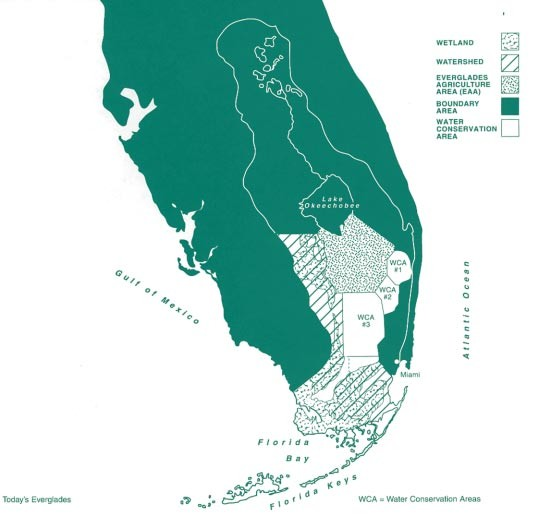 WETLAND
WATERSHED
EVERGLADES
AGRICULTURE
AREA (EAA)
BOUNDARY
AREA
WATER
CONSERVATION
AREA
Lake
Okeechobee
WCA
#1
WCA
#2
WCA
#3
Gulf of Mexico
Atlantic Ocean
Miami
Florida
Bay
Florida Keys
Today's Everglades
WCA = Water Conservation Areas